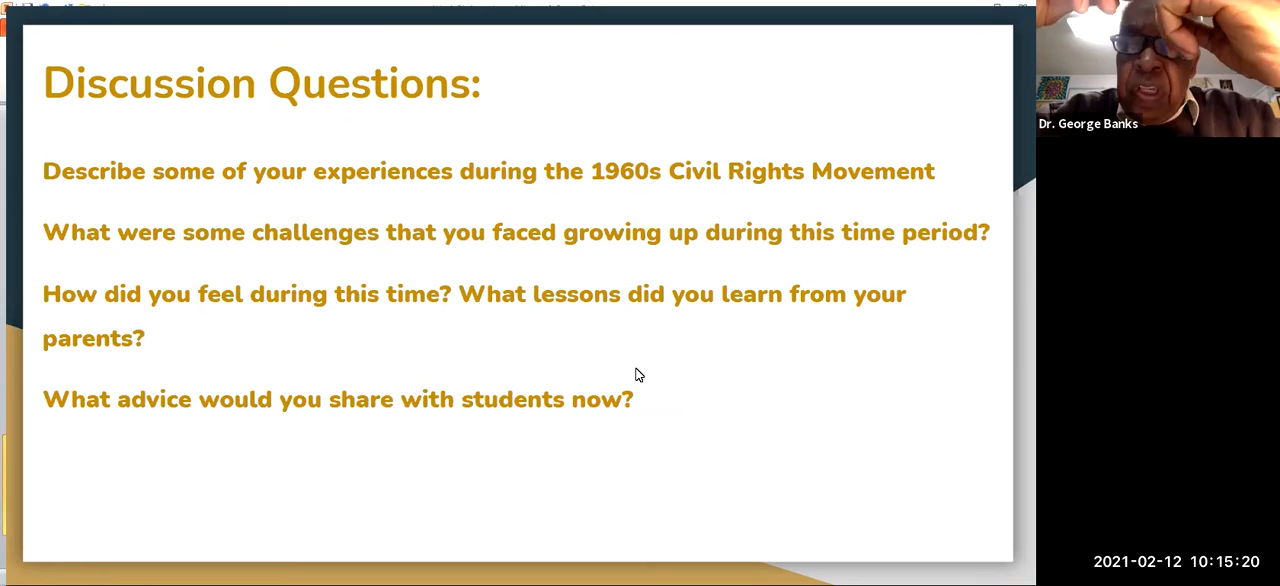 Discussion Questions:
Describe some of your experiences during the 1960s Civil Rights Movement
What were some challenges that you faced growing up during this time period?
How did you feel during this time? What lessons did you learn from your
parents?
What advice would you share with students now?
Dr. George Banks
2021-02-12 10:15:20